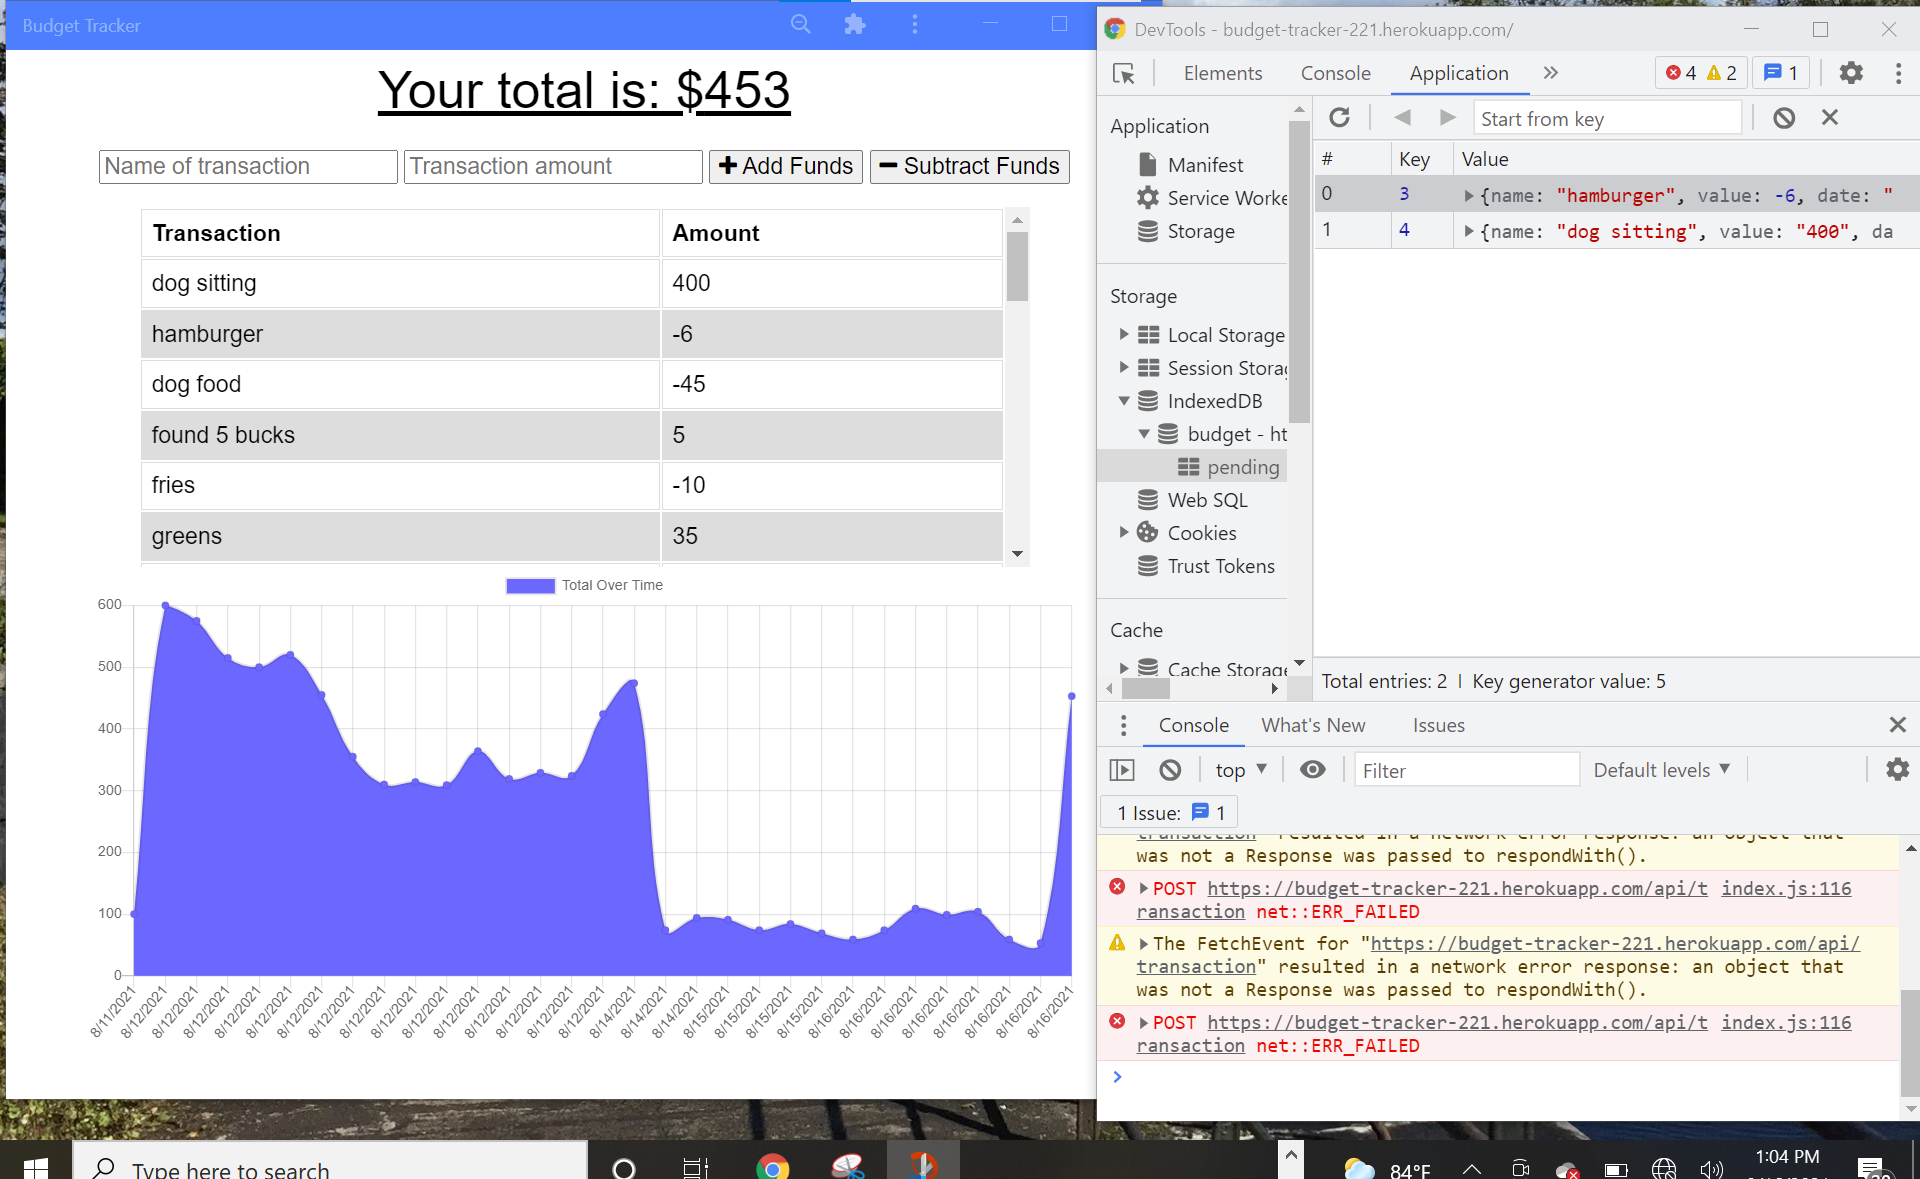 Budget Tracker
Your total is: $453
Name of transaction
Transaction amount
Add Funds
Subtract Funds
Transaction Amount
dog sitting 400
hamburger -6
dog food -45
found 5 bucks 5
fries -10
greens 35
Total Over Time
600
500
400
300
200
100
0
8/11/2021 8/12/2021 8/12/2021 8/12/2021 8/12/2021 8/12/2021 8/12/2021 8/12/2021 8/12/2021 8/12/2021 8/12/2021 8/12/2021 8/12/2021 8/12/2021 8/12/2021 8/12/2021 8/14/2021 8/14/2021 8/14/2021 8/15/2021 8/15/2021 8/15/2021 8/15/2021 8/16/2021 8/16/2021 8/16/2021 8/16/2021 8/16/2021 8/16/2021 8/16/2021 8/16/2021
DevTools - budget-tracker-221.herokuapp.com/
Elements Console Application 4 2 1
Application
Manifest
Service Worke
Storage
Storage
Local Storage
Session Storag
IndexedDB
budget - ht
pending
Web SQL
Cookies
Trust Tokens
Cache
Cache Storage
Start from key
# Key Value
0 3 {name: "hamburger", value: -6, date: "
1 4 {name: "dog sitting", value: "400", da
Total entries: 2 Key generator value: 5
Console What's New Issues
top Filter Default levels
1 Issue: 1
transaction" resulted in a network error response: an object that
was not a Response was passed to respondWith().
POST https://budget-tracker-221.herokuapp.com/api/t index.js:116
ransaction net::ERR_FAILED
The FetchEvent for "https://budget-tracker-221.herokuapp.com/api/
transaction" resulted in a network error response: an object that
was not a Response was passed to respondWith().
POST https://budget-tracker-221.herokuapp.com/api/t index.js:116
ransaction net::ERR_FAILED
Type here to search
84°F
1:04 PM